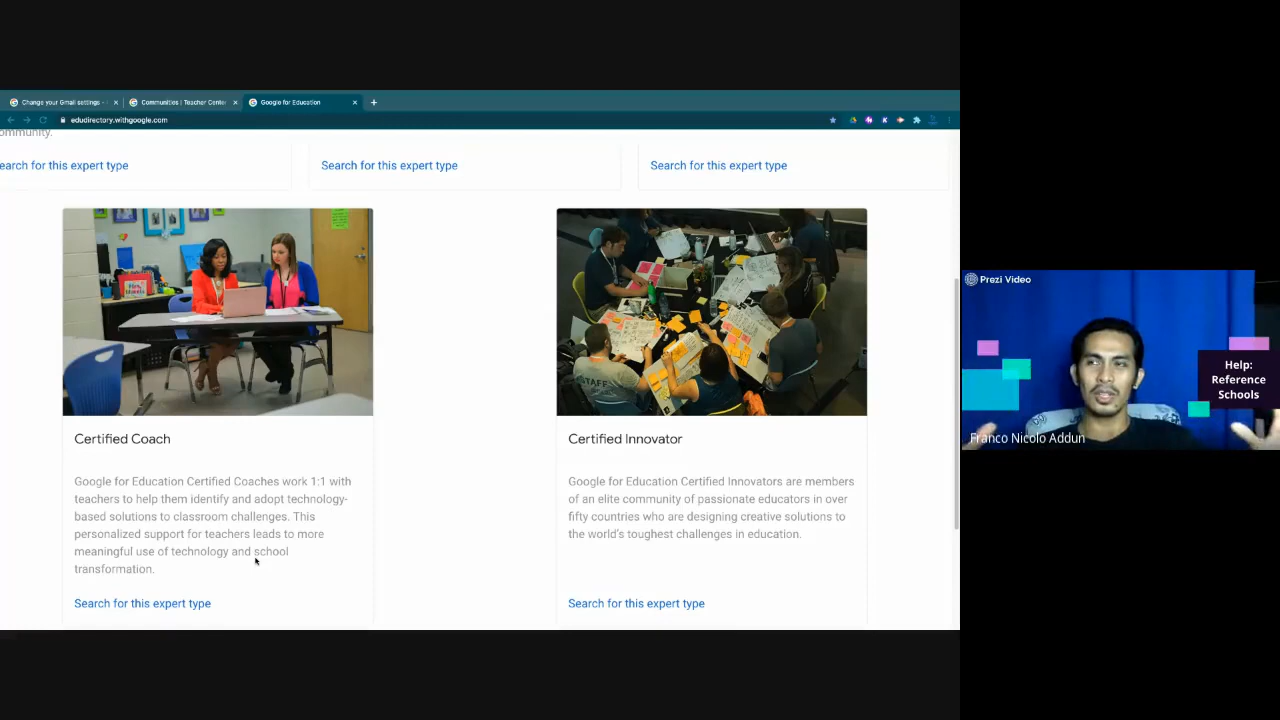 Change your Gmail settings -
Communities | Teacher Center
Google for Education
edudirectory.withgoogle.com
ommunity.
earch for this expert type
Search for this expert type
Search for this expert type
Certified Coach
Google for Education Certified Coaches work 1:1 with
teachers to help them identify and adopt technology-
based solutions to classroom challenges. This
personalized support for teachers leads to more
meaningful use of technology and school
transformation.
Search for this expert type
STAFF
Certified Innovator
Google for Education Certified Innovators are members
of an elite community of passionate educators in over
fifty countries who are designing creative solutions to
the world's toughest challenges in education.
Search for this expert type
Prezi Video
Help:
Reference
Schools
Franco Nicolo Addun